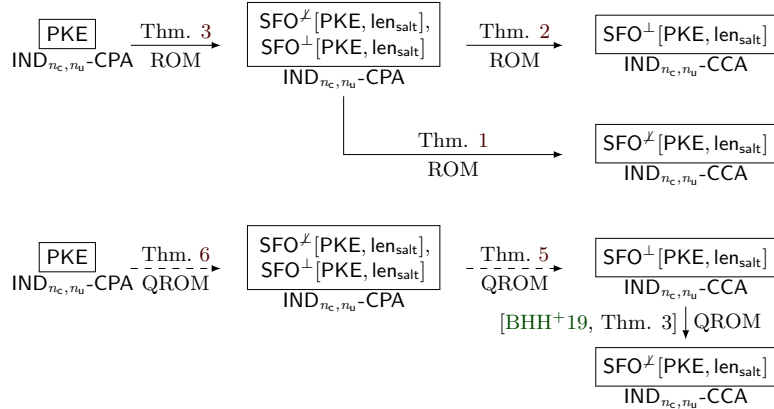 PKE
IND_{n_c,n_u}-CPA
Thm. 3
ROM
SFO^{⊥̸}[PKE, len_salt],
SFO^⊥[PKE, len_salt]
IND_{n_c,n_u}-CPA
Thm. 2
ROM
SFO^⊥[PKE, len_salt]
IND_{n_c,n_u}-CCA
Thm. 1
ROM
SFO^{⊥̸}[PKE, len_salt]
IND_{n_c,n_u}-CCA
PKE
IND_{n_c,n_u}-CPA
Thm. 6
QROM
SFO^{⊥̸}[PKE, len_salt],
SFO^⊥[PKE, len_salt]
IND_{n_c,n_u}-CPA
Thm. 5
QROM
SFO^⊥[PKE, len_salt]
IND_{n_c,n_u}-CCA
[BHH^+19, Thm. 3] QROM
SFO^{⊥̸}[PKE, len_salt]
IND_{n_c,n_u}-CCA